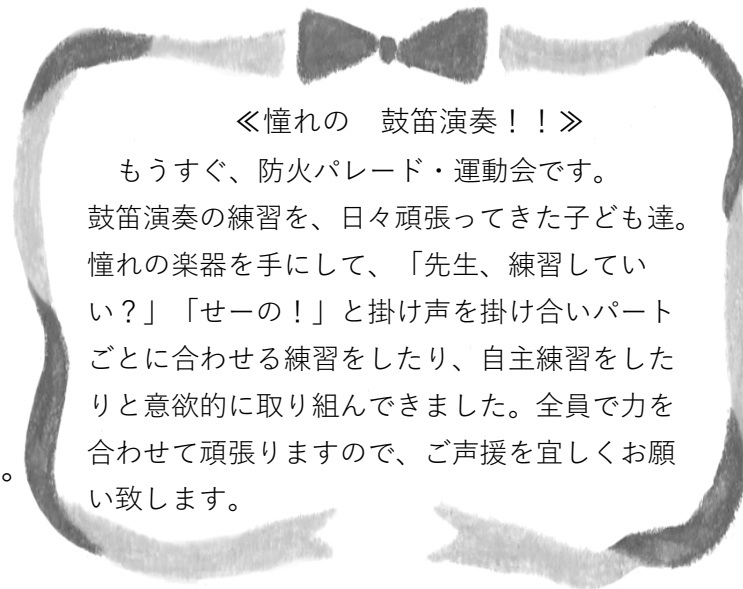 ≪憧れの　鼓笛演奏！！≫
もうすぐ、防火パレード・運動会です。
鼓笛演奏の練習を、日々頑張ってきた子ども達。
憧れの楽器を手にして、「先生、練習してい
い？」「せーの！」と掛け声を掛け合いパート
ごとに合わせる練習をしたり、自主練習をした
りと意欲的に取り組んできました。全員で力を
合わせて頑張りますので、ご声援を宜しくお願
い致します。
。